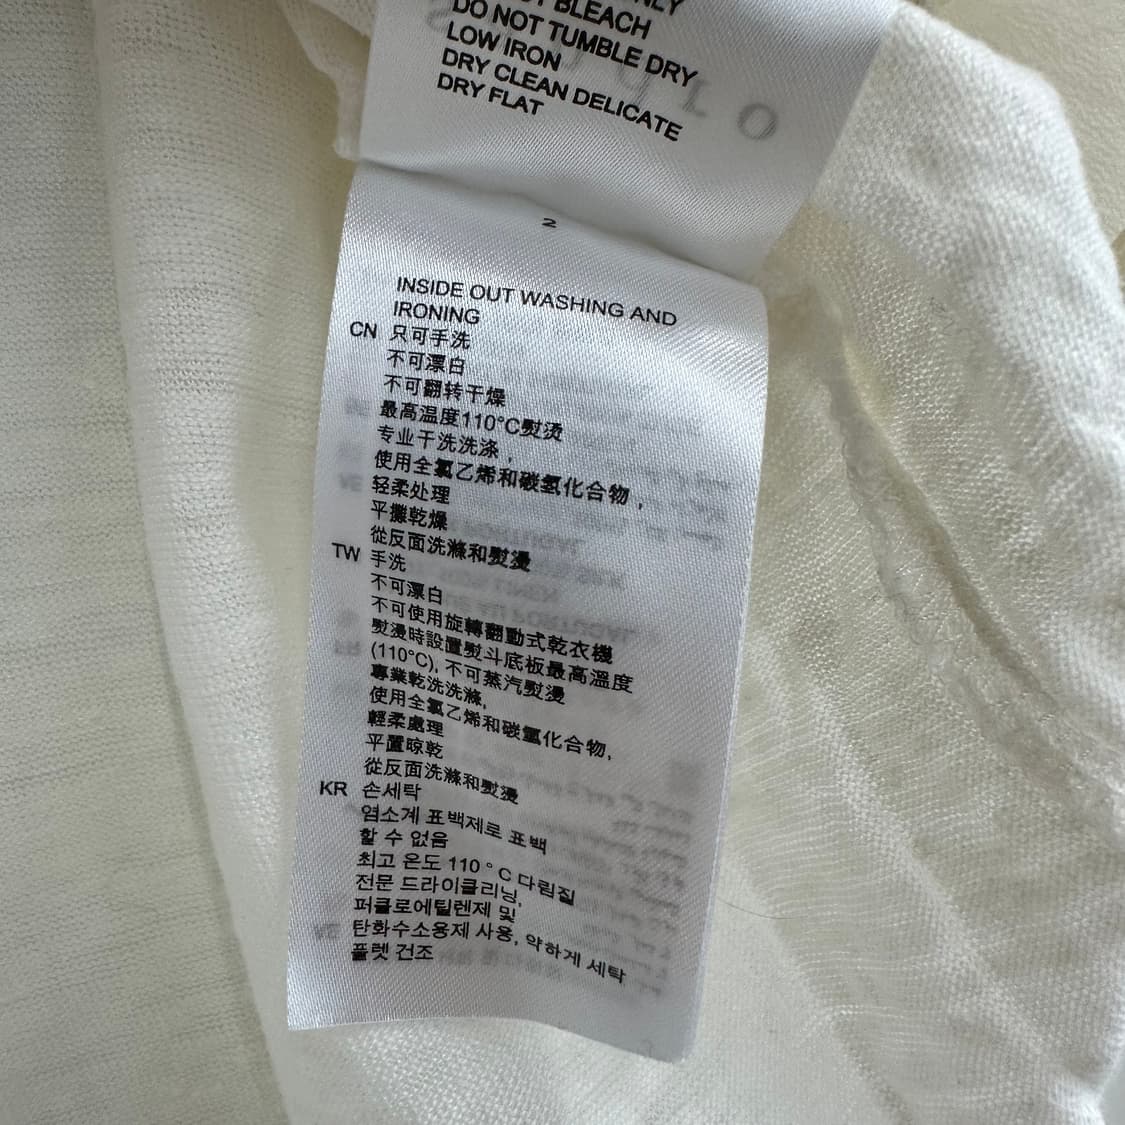 BLEACH
DO NOT TUMBLE DRY
LOW IRON
DRY CLEAN DELICATE
DRY FLAT
2
INSIDE OUT WASHING AND
IRONING
CN 只可手洗
不可漂白
不可翻转干燥
最高温度110°C熨烫
专业干洗洗涤,
使用全氯乙烯和碳氢化合物,
轻柔处理
平攤乾燥
從反面洗滌和熨燙
TW 手洗
不可漂白
不可使用旋轉翻動式乾衣機
熨燙時設置熨斗底板最高溫度
(110°C), 不可蒸汽熨燙
專業乾洗洗滌,
使用全氯乙烯和碳氫化合物,
輕柔處理
平置晾乾
從反面洗滌和熨燙
KR 손세탁
염소계 표백제로 표백
할 수 없음
최고 온도 110 ° C 다림질
전문 드라이클리닝,
퍼클로에틸렌제 및
탄화수소용제 사용, 약하게 세탁
플렛 건조